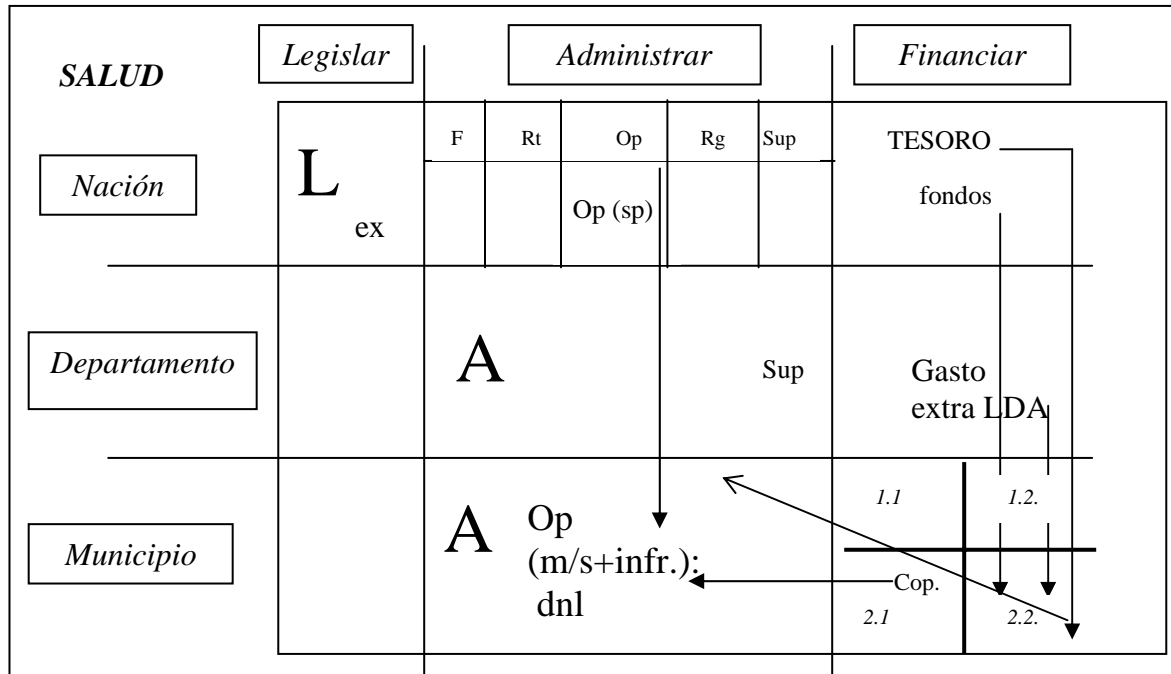 SALUD
Legislar
Administrar
Financiar
Nación
L
ex
F
Rt
Op
Rg
Sup
Op (sp)
TESORO
fondos
Departamento
A
Sup
Gasto
extra LDA
Municipio
A
Op
(m/s+infr.):
dnl
1.1
1.2.
Cop.
2.1
2.2.